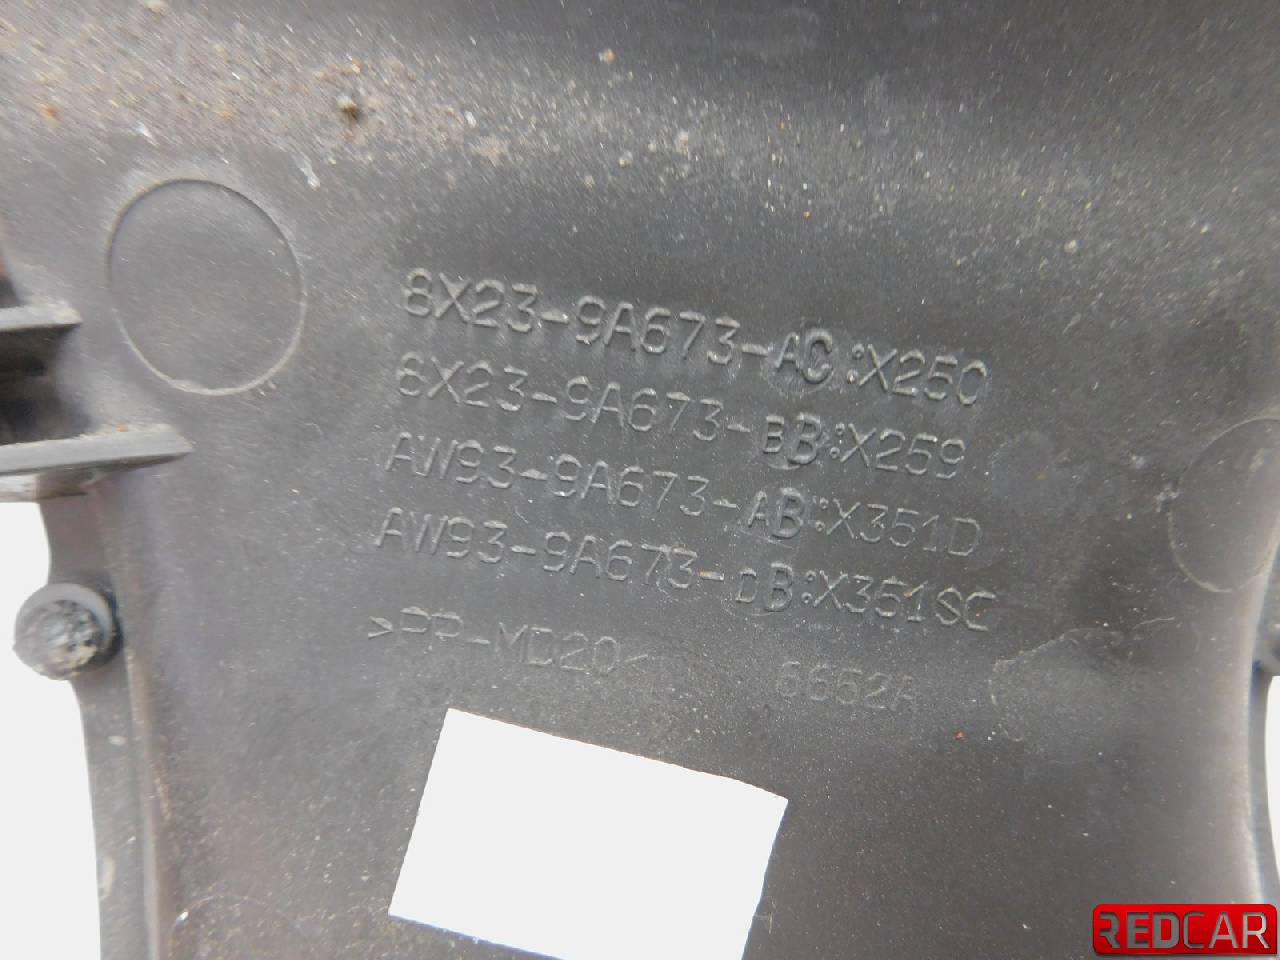 8X23-9A673-AC:X250
8X23-9A673-BB:X259
AW93-9A673-AB:X351D
AW93-9A673-DB:X351SC
>PP-MD20<
6652A
REDCAR